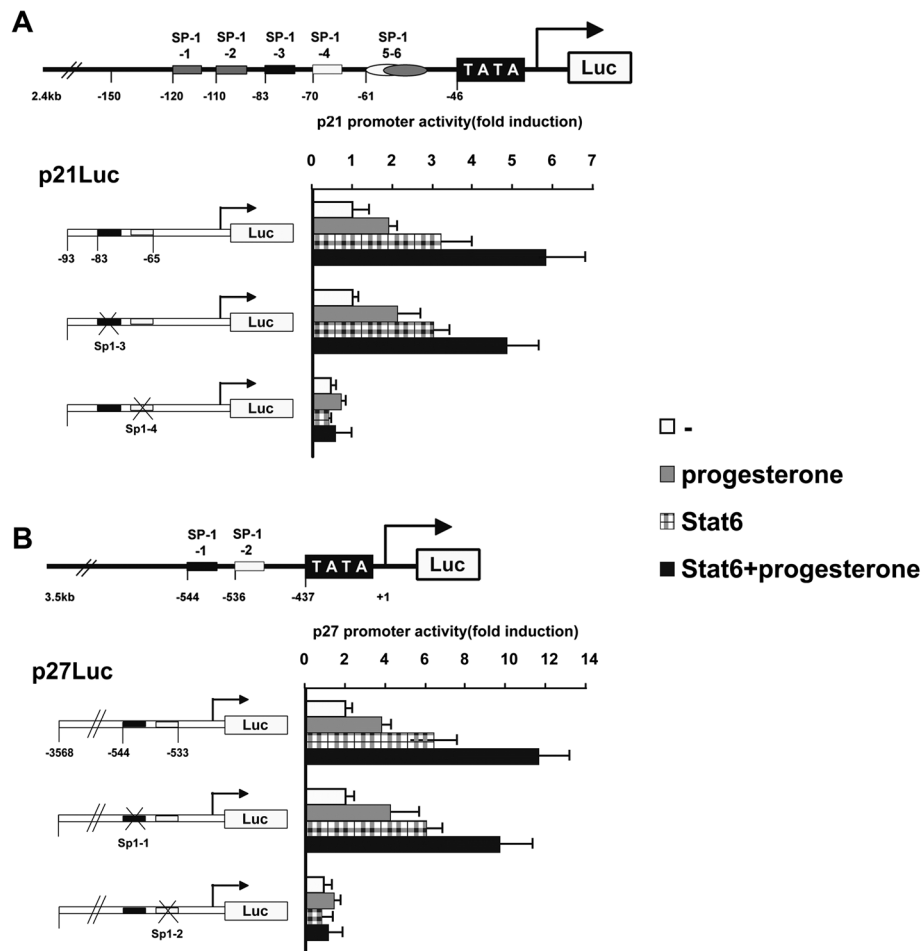 A
SP-1 SP-1 SP-1 SP-1 SP-1
-1 -2 -3 -4 5-6
TATA
Luc
2.4kb -150 -120 -110 -83 -70 -61 -46
p21 promoter activity(fold induction)
0 1 2 3 4 5 6 7
p21Luc
Luc
-93 -83 -65
Luc
Sp1-3
Luc
Sp1-4
-
progesterone
Stat6
Stat6+progesterone
B
SP-1 SP-1
-1 -2
TATA
Luc
3.5kb -544 -536 -437 +1
p27 promoter activity(fold induction)
0 2 4 6 8 10 12 14
p27Luc
Luc
-3568 -544 -533
Luc
Sp1-1
Luc
Sp1-2